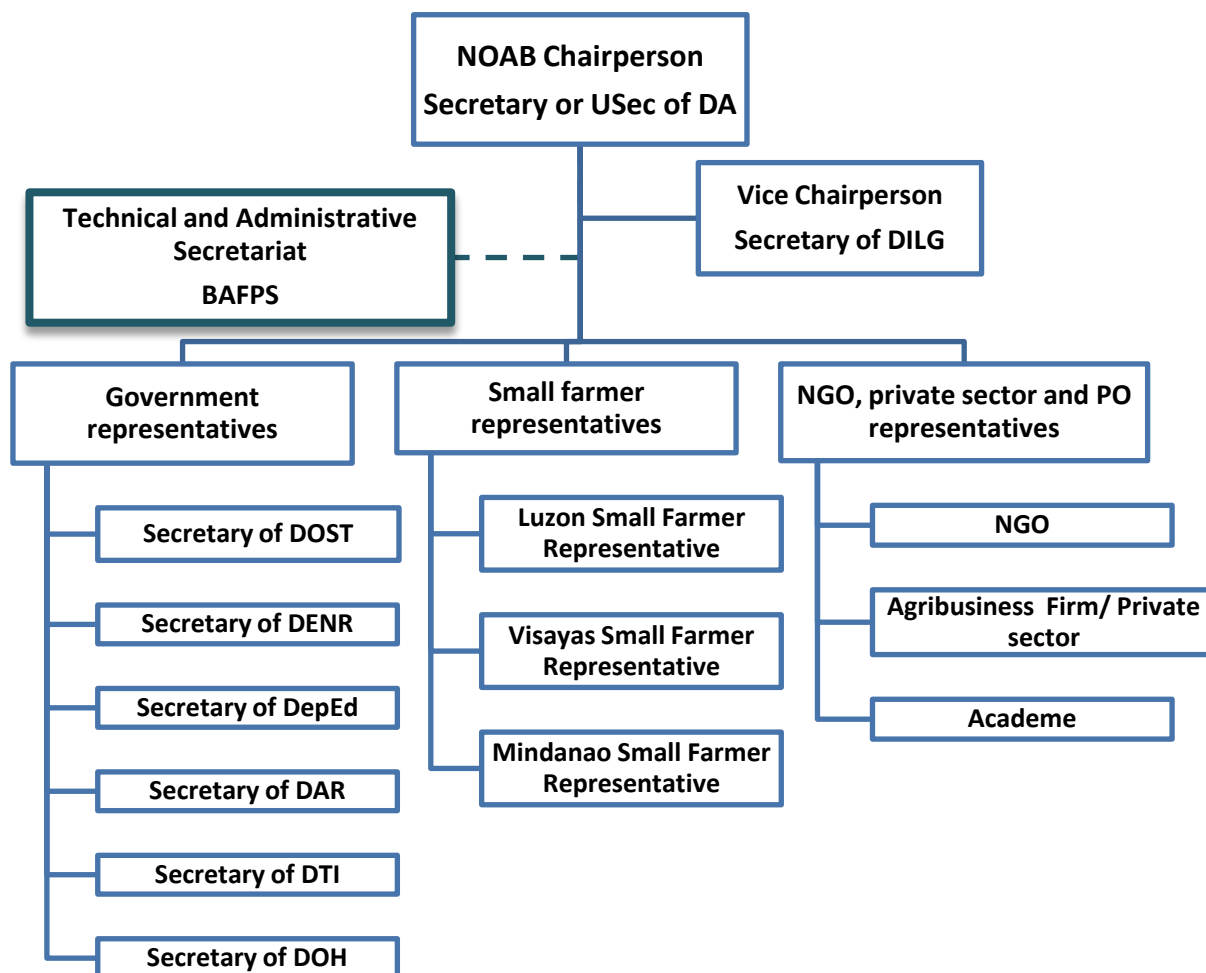 NOAB Chairperson
Secretary or USec of DA
Vice Chairperson
Secretary of DILG
Technical and Administrative
Secretariat
BAFPS
Government
representatives
Small farmer
representatives
NGO, private sector and PO
representatives
Secretary of DOST
Secretary of DENR
Secretary of DepEd
Secretary of DAR
Secretary of DTI
Secretary of DOH
Luzon Small Farmer
Representative
Visayas Small Farmer
Representative
Mindanao Small Farmer
Representative
NGO
Agribusiness Firm/ Private
sector
Academe